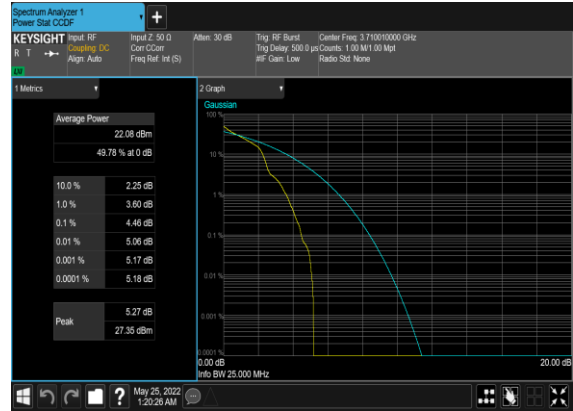 Spectrum Analyzer 1
Power Stat CCDF
KEYSIGHT
R T
Input: RF
Coupling: DC
Align: Auto
Input Z: 50 Ω
Corr CCorr
Freq Ref: Int (S)
Atten: 30 dB
Trig: RF Burst
Trig Delay: 500.0 µs
#IF Gain: Low
Center Freq: 3.710010000 GHz
Counts: 1.00 M/1.00 Mpt
Radio Std: None
1 Metrics
Average Power
22.08 dBm
49.78 % at 0 dB
10.0 % 2.25 dB
1.0 % 3.60 dB
0.1 % 4.46 dB
0.01 % 5.06 dB
0.001 % 5.17 dB
0.0001 % 5.18 dB
Peak
5.27 dB
27.35 dBm
2 Graph
Gaussian
100 %
10 %
1 %
0.1 %
0.01 %
0.001 %
0.0001 %
0.00 dB 20.00 dB
Info BW 25.000 MHz
May 25, 2022
1:20:26 AM